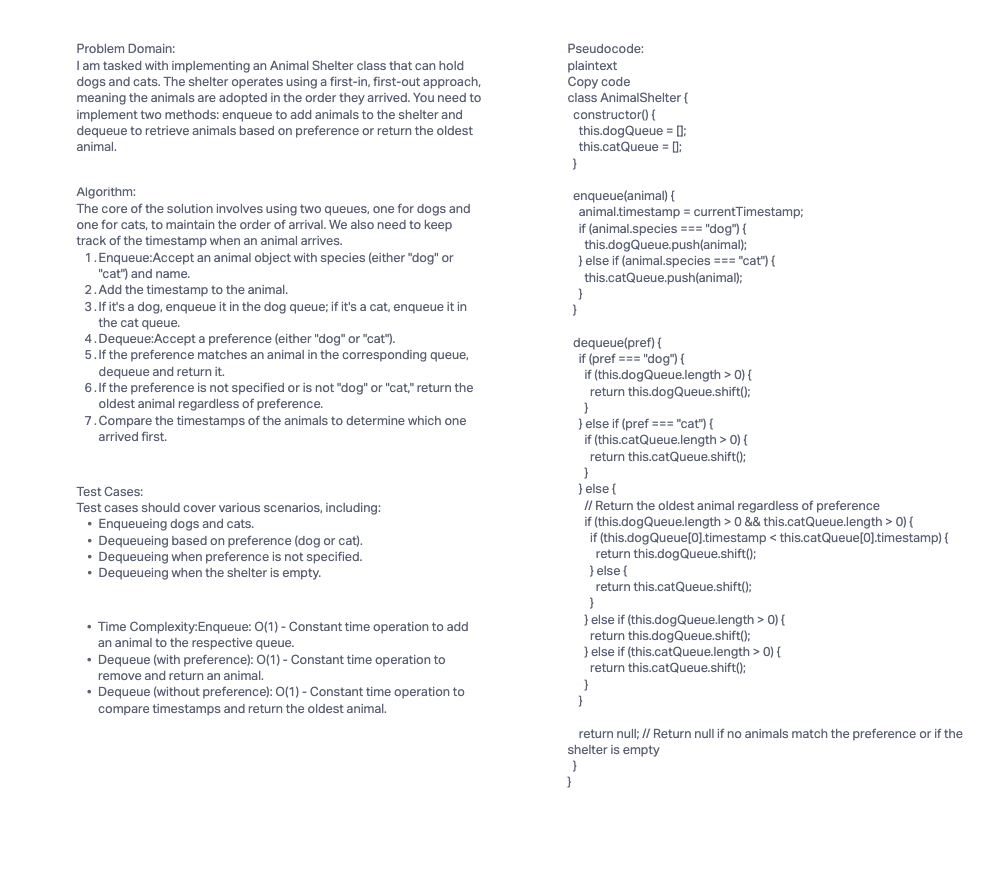 Problem Domain:
I am tasked with implementing an Animal Shelter class that can hold
dogs and cats. The shelter operates using a first-in, first-out approach,
meaning the animals are adopted in the order they arrived. You need to
implement two methods: enqueue to add animals to the shelter and
dequeue to retrieve animals based on preference or return the oldest
animal.
Algorithm:
The core of the solution involves using two queues, one for dogs and
one for cats, to maintain the order of arrival. We also need to keep
track of the timestamp when an animal arrives.
1. Enqueue:Accept an animal object with species (either "dog" or
"cat") and name.
2. Add the timestamp to the animal.
3. If it's a dog, enqueue it in the dog queue; if it's a cat, enqueue it in
the cat queue.
4. Dequeue:Accept a preference (either "dog" or "cat").
5. If the preference matches an animal in the corresponding queue,
dequeue and return it.
6. If the preference is not specified or is not "dog" or "cat," return the
oldest animal regardless of preference.
7. Compare the timestamps of the animals to determine which one
arrived first.
Test Cases:
Test cases should cover various scenarios, including:
• Enqueueing dogs and cats.
• Dequeueing based on preference (dog or cat).
• Dequeueing when preference is not specified.
• Dequeueing when the shelter is empty.
• Time Complexity:Enqueue: O(1) - Constant time operation to add
an animal to the respective queue.
• Dequeue (with preference): O(1) - Constant time operation to
remove and return an animal.
• Dequeue (without preference): O(1) - Constant time operation to
compare timestamps and return the oldest animal.
Pseudocode:
plaintext
Copy code
class AnimalShelter {
  constructor() {
    this.dogQueue = [];
    this.catQueue = [];
  }
  enqueue(animal) {
    animal.timestamp = currentTimestamp;
    if (animal.species === "dog") {
      this.dogQueue.push(animal);
    } else if (animal.species === "cat") {
      this.catQueue.push(animal);
    }
  }
  dequeue(pref) {
    if (pref === "dog") {
      if (this.dogQueue.length > 0) {
        return this.dogQueue.shift();
      }
    } else if (pref === "cat") {
      if (this.catQueue.length > 0) {
        return this.catQueue.shift();
      }
    } else {
      // Return the oldest animal regardless of preference
      if (this.dogQueue.length > 0 && this.catQueue.length > 0) {
        if (this.dogQueue[0].timestamp < this.catQueue[0].timestamp) {
          return this.dogQueue.shift();
        } else {
          return this.catQueue.shift();
        }
      } else if (this.dogQueue.length > 0) {
        return this.dogQueue.shift();
      } else if (this.catQueue.length > 0) {
        return this.catQueue.shift();
      }
    }
    return null; // Return null if no animals match the preference or if the
shelter is empty
  }
}